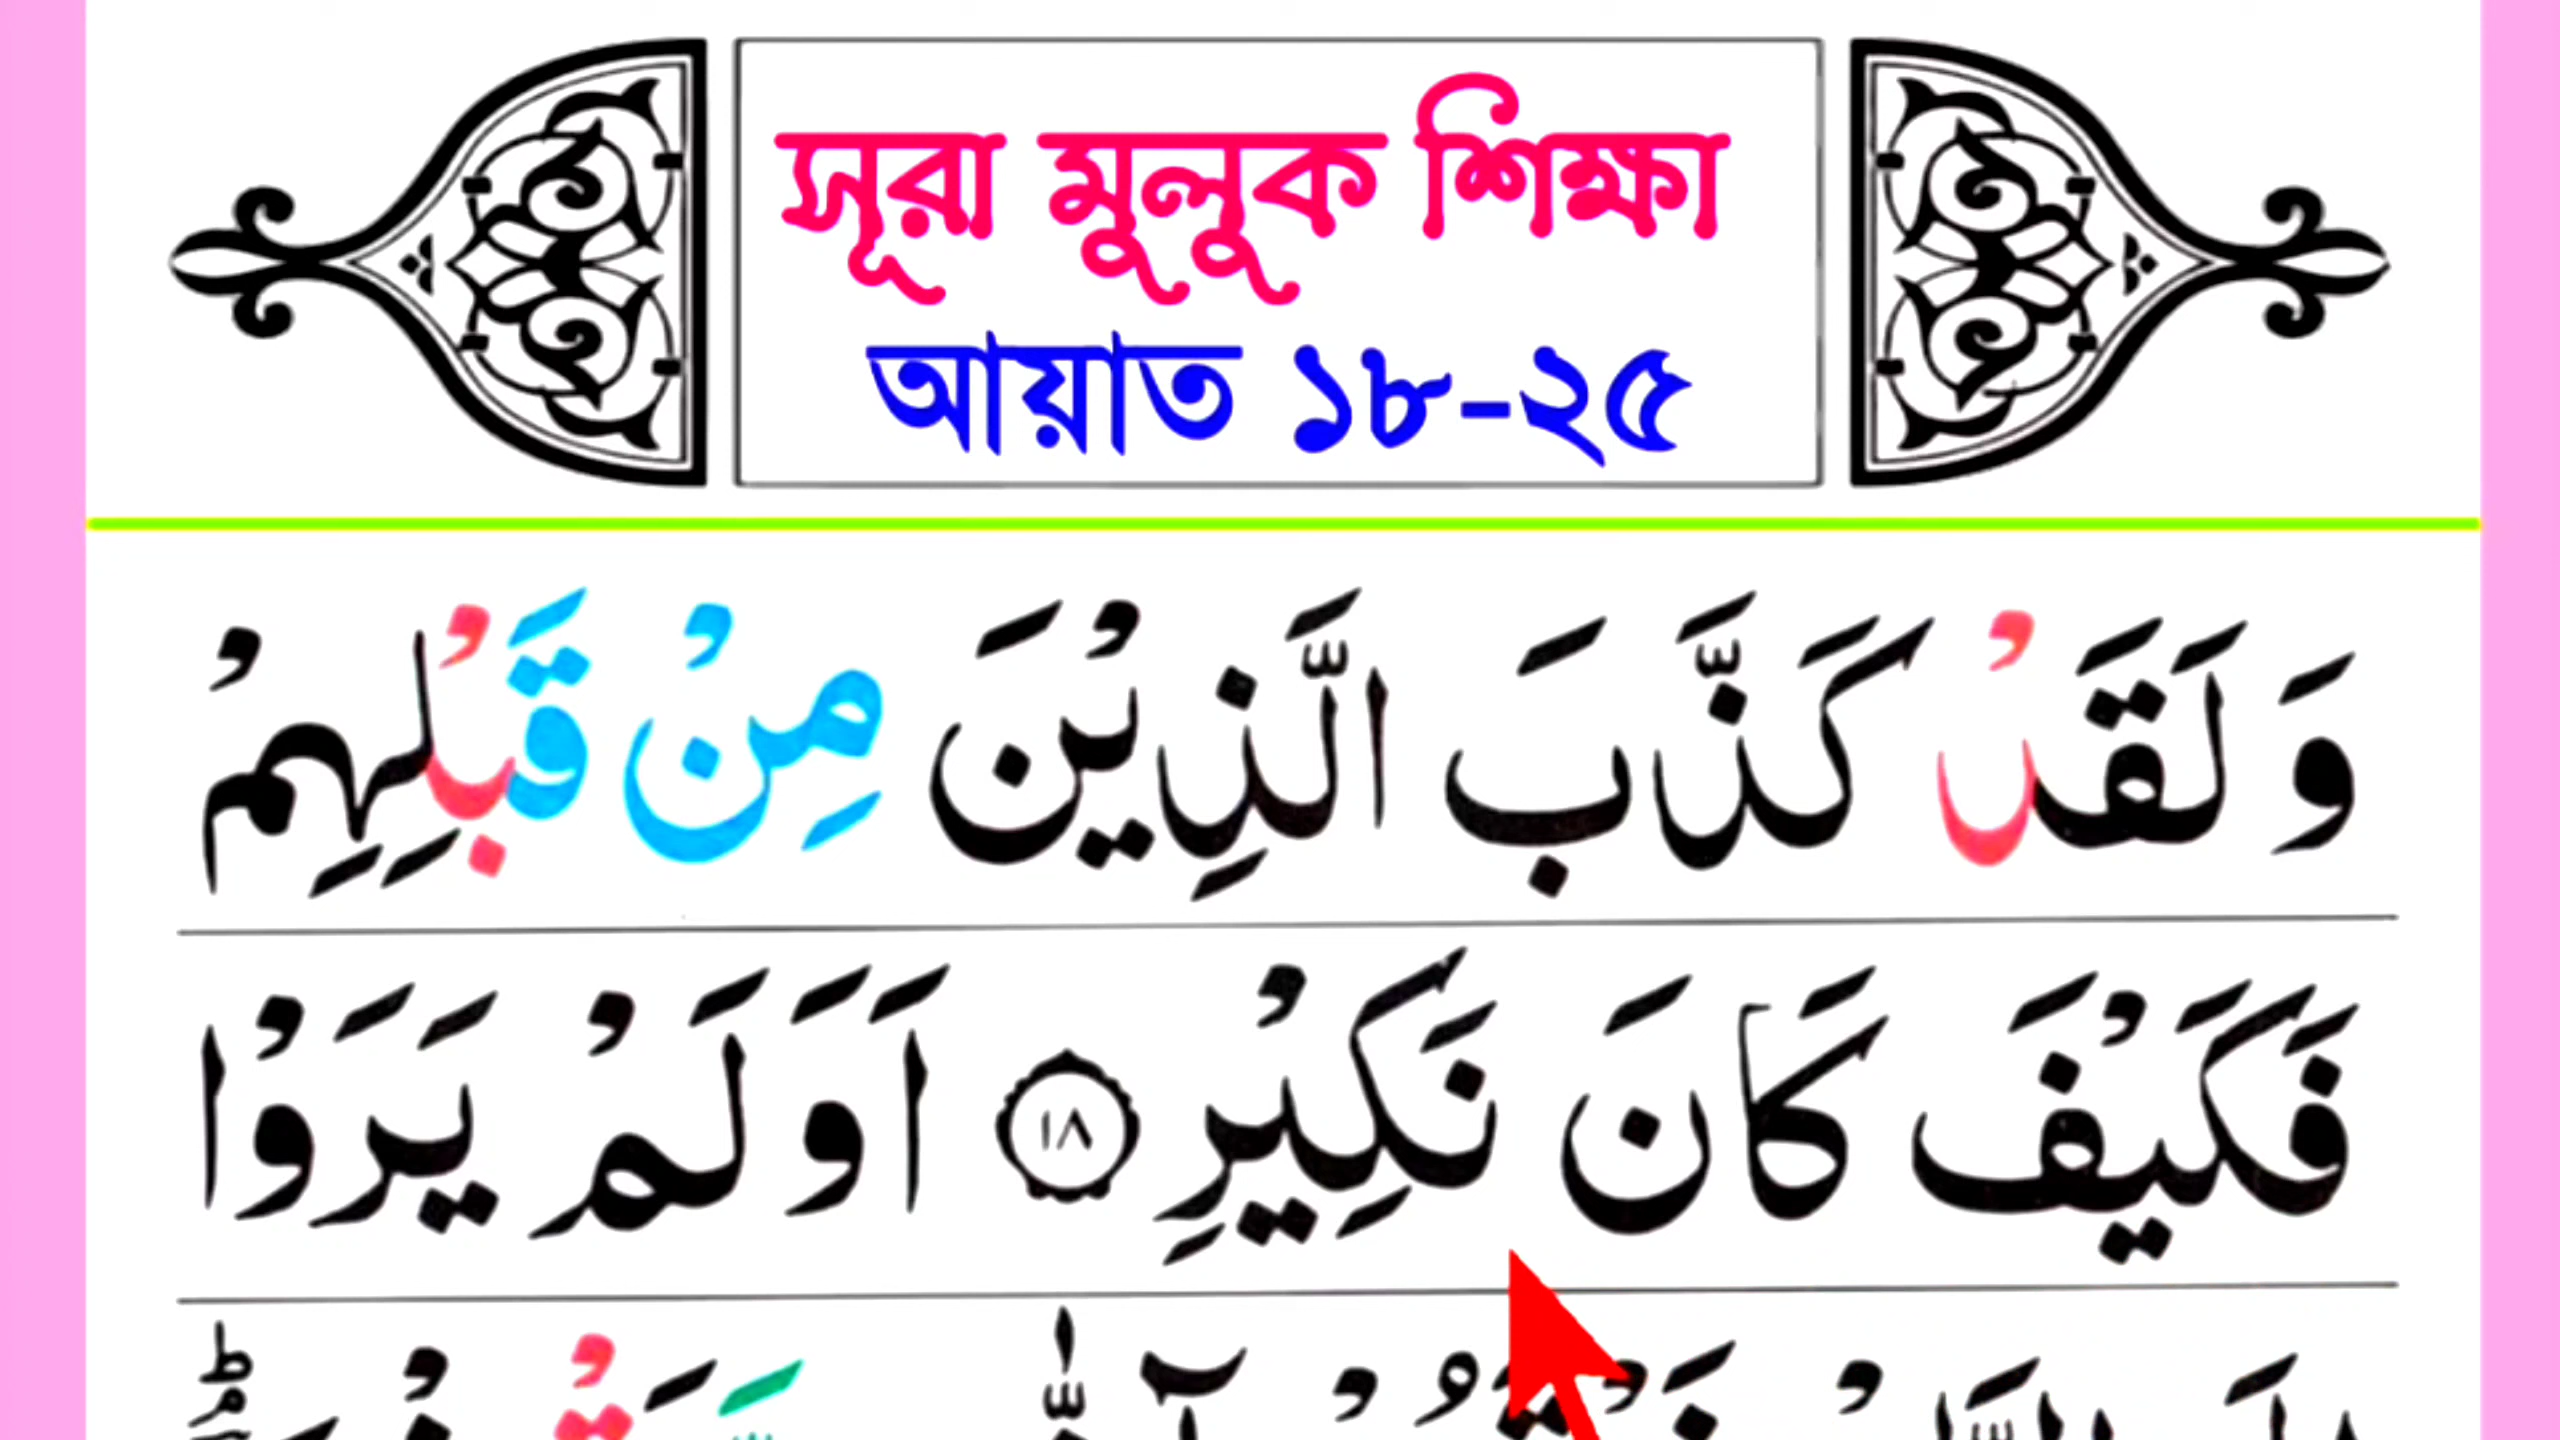 সূরা মুলুক শিক্ষা
আয়াত ১৮-২৫
وَلَقَدْ كَذَّبَ الَّذِيْنَ مِنْ قَبْلِهِمْ
فَكَيْفَ كَانَ نَكِيْرِ ۝١٨ اَوَلَمْ يَرَوْا